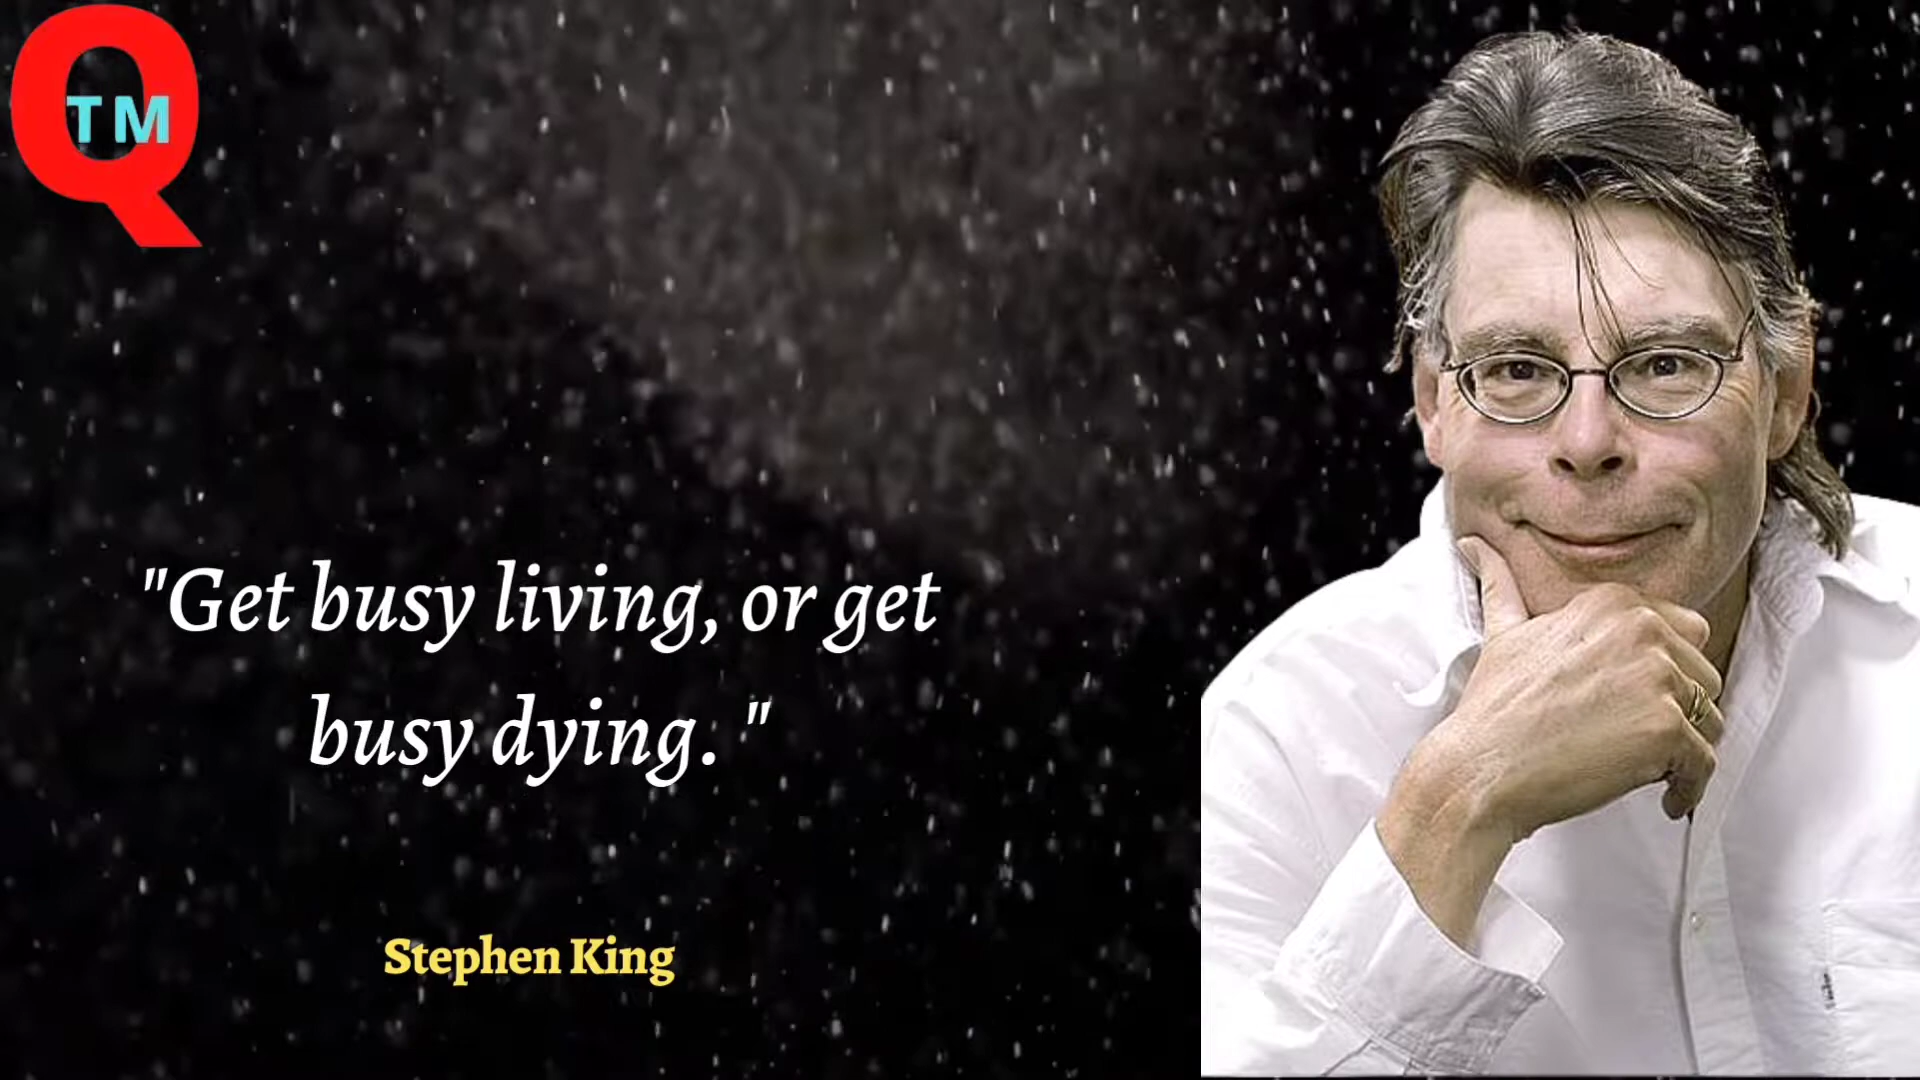 Q
TM
"Get busy living, or get
busy dying. "
Stephen King